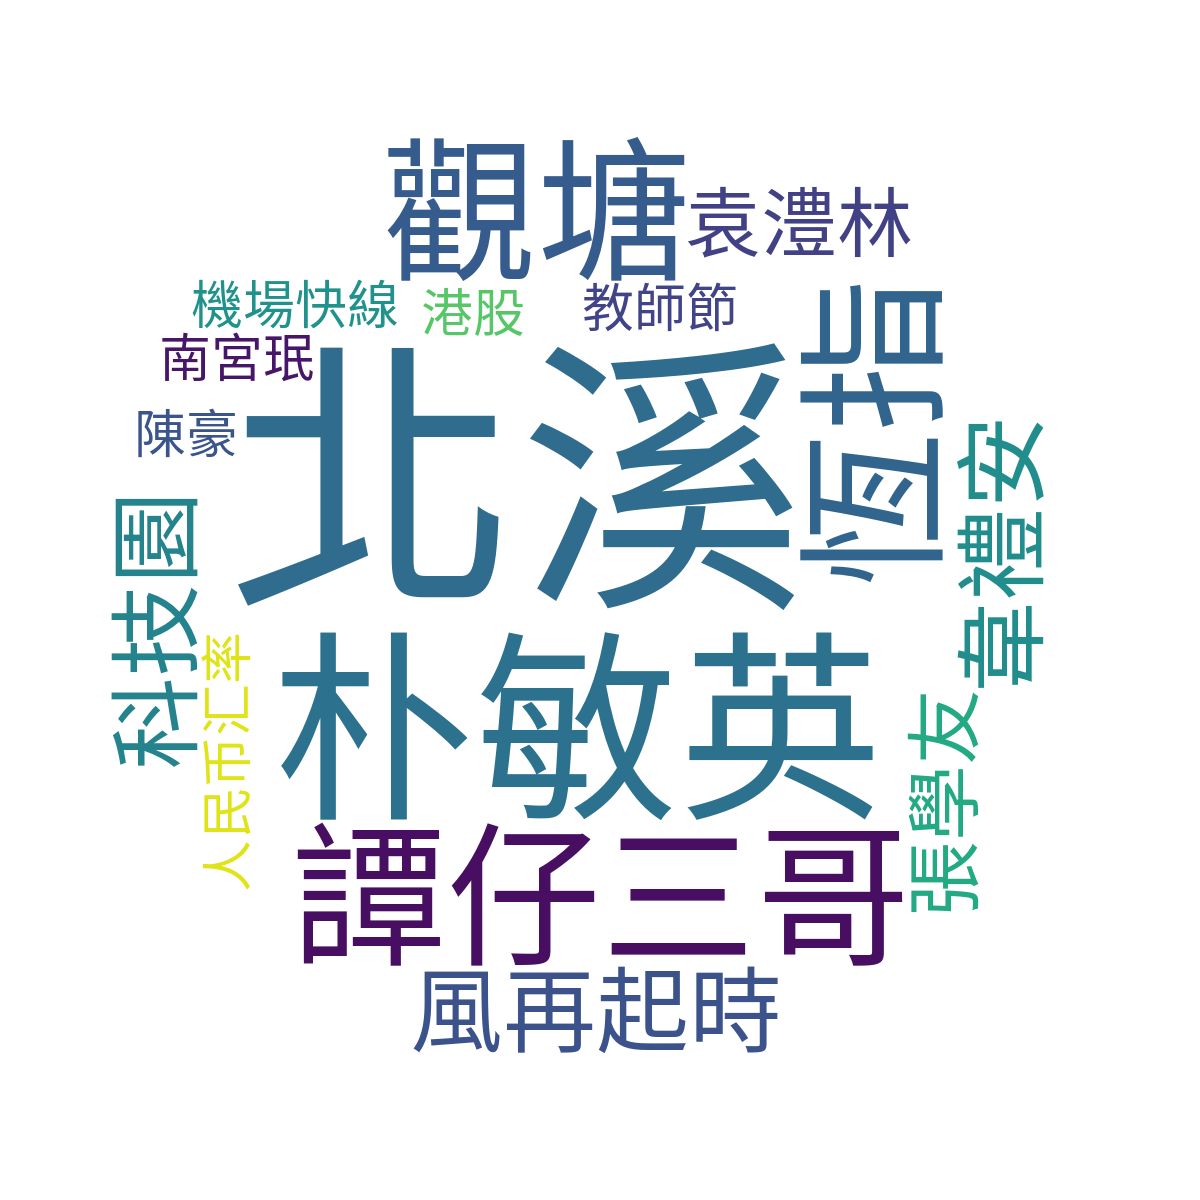 觀塘
袁澧林
機場快線
港股
教師節
恒指
南宮珉
陳豪
北溪
韋禮安
科技園
人民币汇率
朴敏英
張學友
譚仔三哥
風再起時